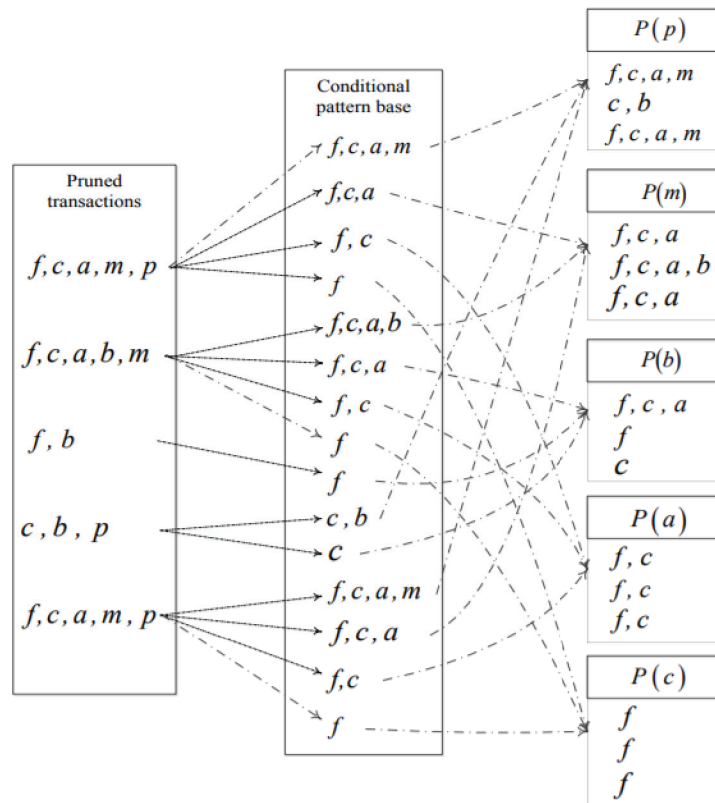 Pruned
transactions
f,c,a,m,p
f,c,a,b,m
f,b
c,b,p
f,c,a,m,p
Conditional
pattern base
f,c,a,m
f,c,a
f,c
f
f,c,a,b
f,c,a
f,c
f
f
c,b
c
f,c,a,m
f,c,a
f,c
f
P(p)
f,c,a,m
c,b
f,c,a,m
P(m)
f,c,a
f,c,a,b
f,c,a
P(b)
f,c,a
f
c
P(a)
f,c
f,c
f,c
P(c)
f
f
f